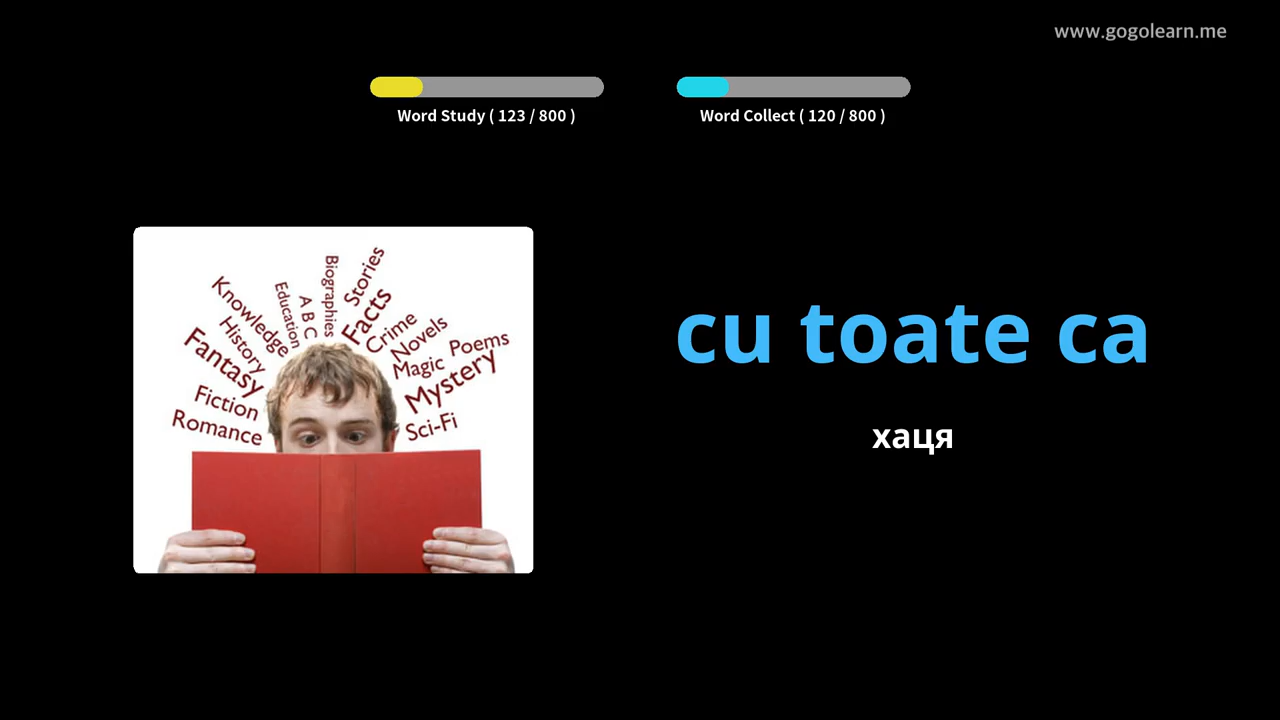 www.gogolearn.me
Word Study ( 123 / 800 )
Word Collect ( 120 / 800 )
Biographies
Stories
Education
A B C
Facts
Knowledge
Crime
History
Novels
Fantasy
Magic
Poems
Mystery
Fiction
Romance
Sci-Fi
cu toate ca
хаця